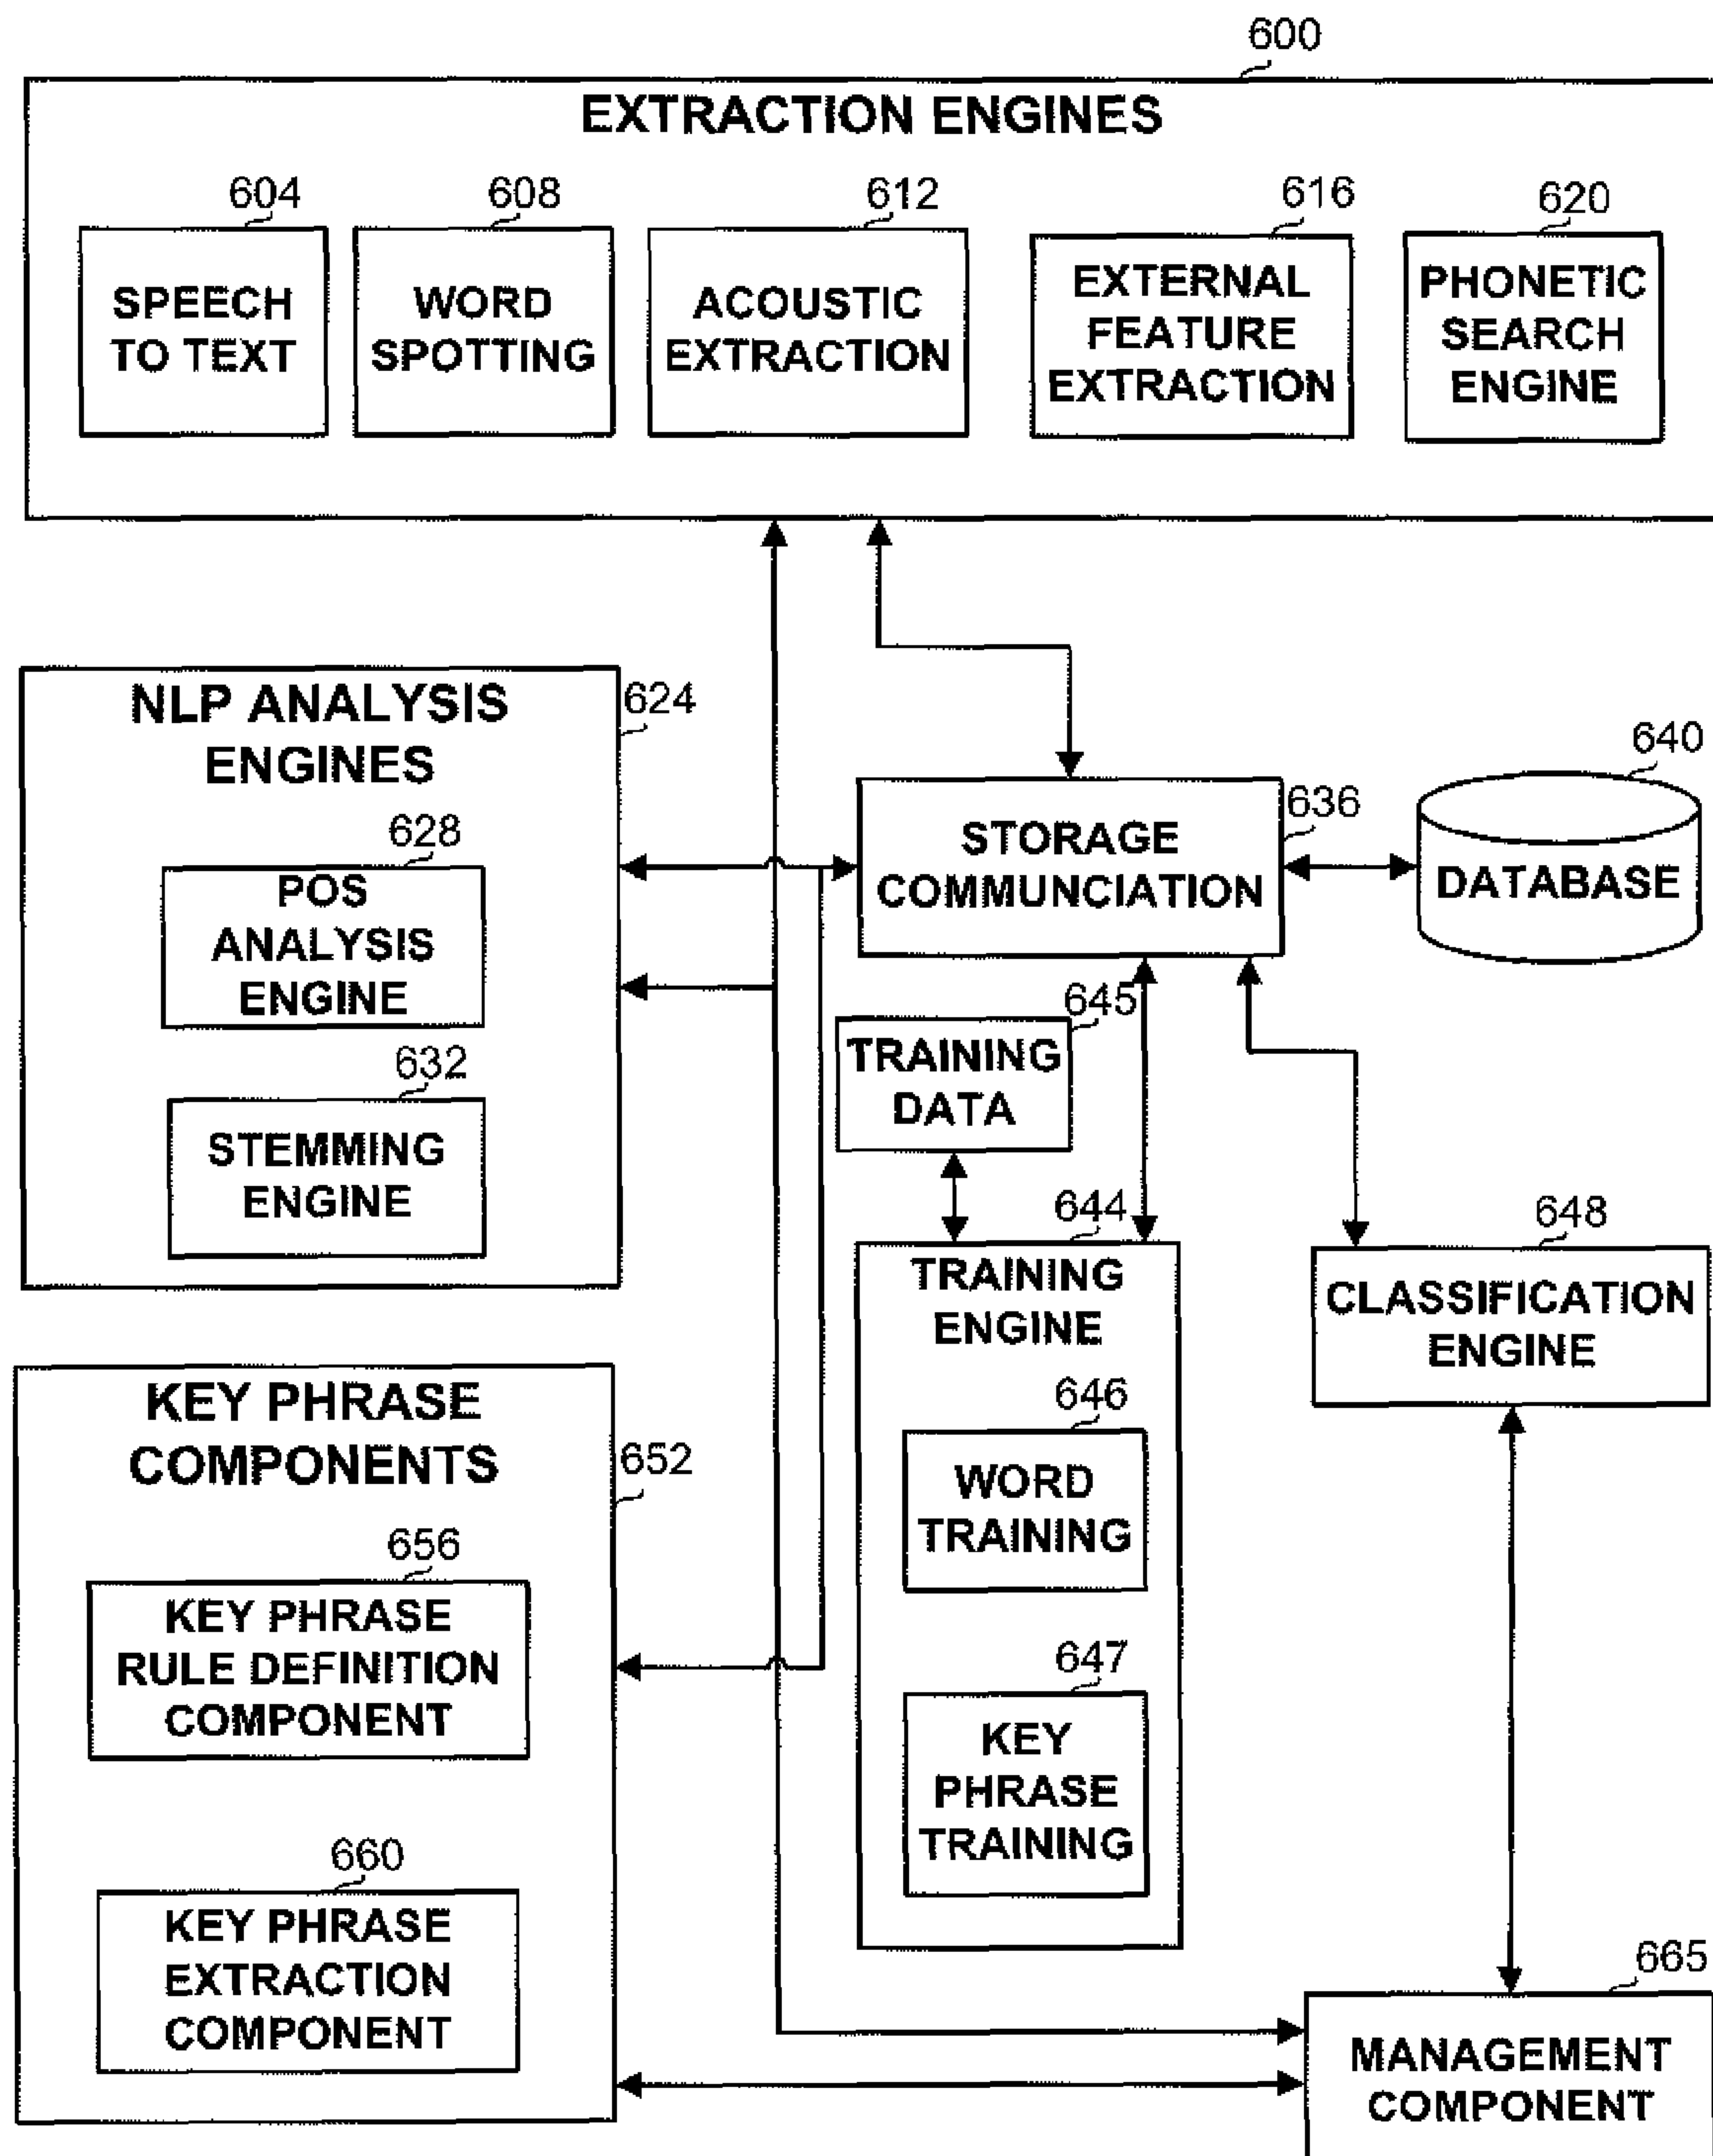 600
EXTRACTION ENGINES
604
SPEECH
TO TEXT
608
WORD
SPOTTING
612
ACOUSTIC
EXTRACTION
616
EXTERNAL
FEATURE
EXTRACTION
620
PHONETIC
SEARCH
ENGINE
NLP ANALYSIS
ENGINES
624
628
POS
ANALYSIS
ENGINE
632
STEMMING
ENGINE
STORAGE
COMMUNCIATION
636
640
DATABASE
645
TRAINING
DATA
644
TRAINING
ENGINE
646
WORD
TRAINING
647
KEY
PHRASE
TRAINING
648
CLASSIFICATION
ENGINE
KEY PHRASE
COMPONENTS
652
656
KEY PHRASE
RULE DEFINITION
COMPONENT
660
KEY PHRASE
EXTRACTION
COMPONENT
665
MANAGEMENT
COMPONENT